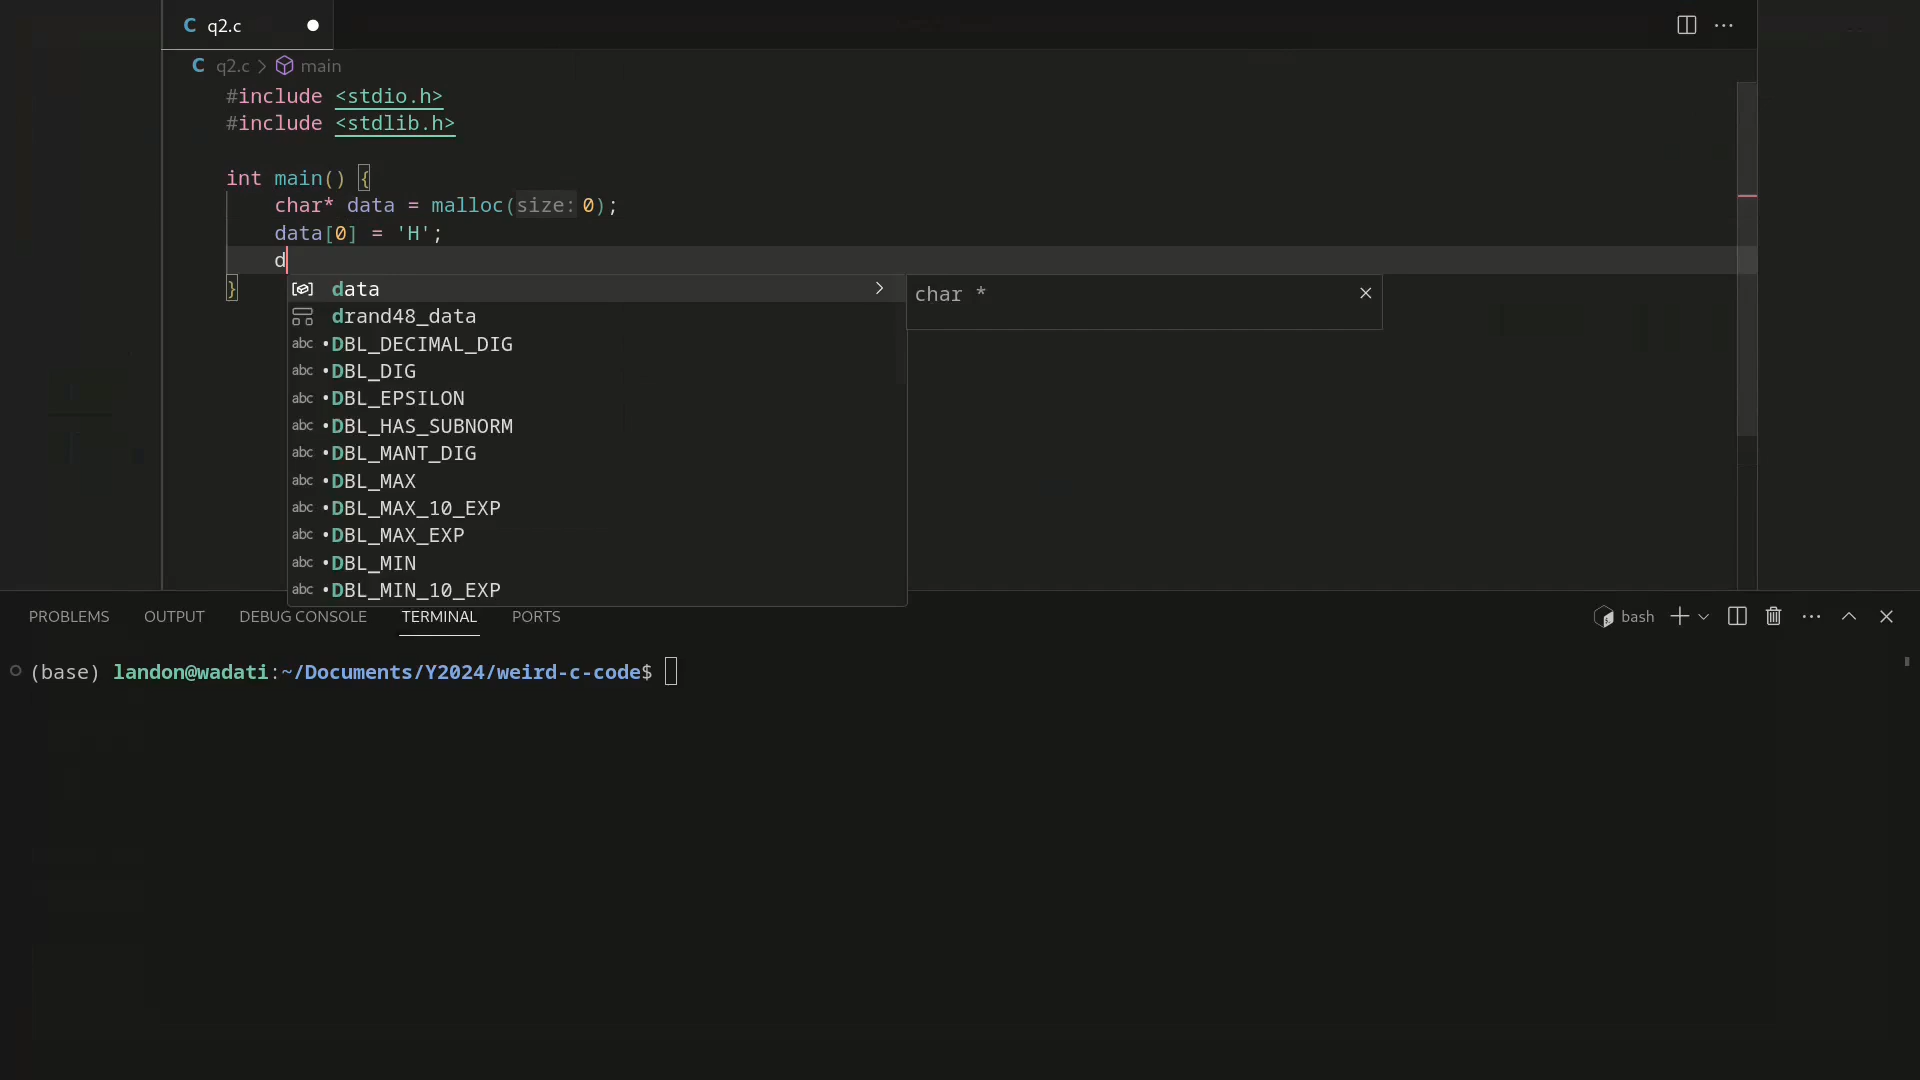 C q2.c
C q2.c > main
#include <stdio.h>
#include <stdlib.h>
int main() {
char* data = malloc(size: 0);
data[0] = 'H';
d
}
data
char *
drand48_data
abc •DBL_DECIMAL_DIG
abc •DBL_DIG
abc •DBL_EPSILON
abc •DBL_HAS_SUBNORM
abc •DBL_MANT_DIG
abc •DBL_MAX
abc •DBL_MAX_10_EXP
abc •DBL_MAX_EXP
abc •DBL_MIN
abc •DBL_MIN_10_EXP
PROBLEMS OUTPUT DEBUG CONSOLE TERMINAL PORTS bash
(base) landon@wadati:~/Documents/Y2024/weird-c-code$